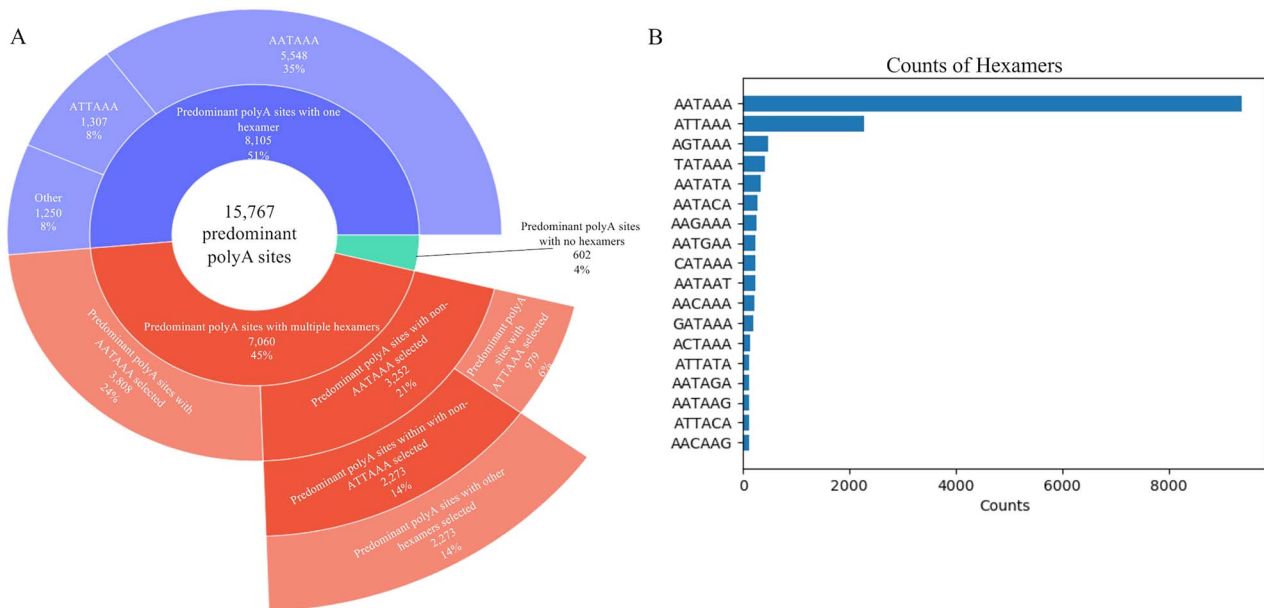 A
AATAAA
5,548
35%
ATTAAA
1,307
8%
Other
1,250
8%
Predominant polyA sites with one
hexamer
8,105
51%
15,767
predominant
polyA sites
Predominant polyA sites
with no hexamers
602
4%
Predominant polyA sites with multiple hexamers
7,060
45%
Predominant polyA sites with
AATAAA selected
3,808
24%
Predominant polyA sites with non-
AATAAA selected
3,252
21%
Predominant polyA
sites with
ATTAAA selected
979
6%
Predominant polyA sites within with non-
ATTAAA selected
2,273
14%
Predominant polyA sites with other
hexamers selected
2,273
14%
B
Counts of Hexamers
AATAAA
ATTAAA
AGTAAA
TATAAA
AATATA
AATACA
AAGAAA
AATGAA
CATAAA
AATAAT
AACAAA
GATAAA
ACTAAA
ATTATA
AATAGA
AATAAG
ATTACA
AACAAG
0 2000 4000 6000 8000
Counts